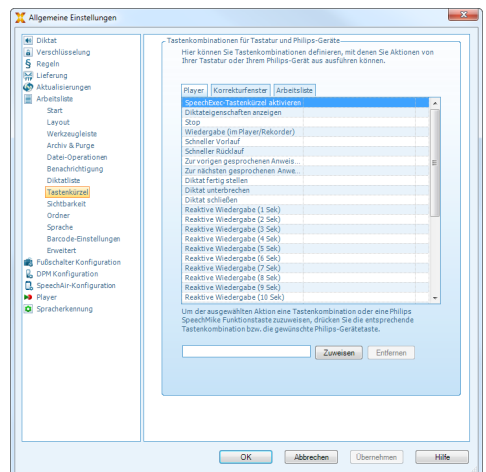 Allgemeine Einstellungen
Diktat
Verschlüsselung
Regeln
Lieferung
Aktualisierungen
Arbeitsliste
Start
Layout
Werkzeugleiste
Archiv & Purge
Datei-Operationen
Benachrichtigung
Diktatliste
Tastenkürzel
Sichtbarkeit
Ordner
Sprache
Barcode-Einstellungen
Erweitert
Fußschalter Konfiguration
DPM Konfiguration
SpeechAir-Konfiguration
Player
Spracherkennung
Tastenkombinationen für Tastatur und Philips-Geräte
Hier können Sie Tastenkombinationen definieren, mit denen Sie Aktionen von
Ihrer Tastatur oder Ihrem Philips-Gerät aus ausführen können.
Player Korrekturfenster Arbeitsliste
SpeechExec-Tastenkürzel aktivieren
Diktateigenschaften anzeigen
Stop
Wiedergabe (im Player/Rekorder)
Schneller Vorlauf
Schneller Rücklauf
Zur vorigen gesprochenen Anweis...
Zur nächsten gesprochenen Anwe...
Diktat fertig stellen
Diktat unterbrechen
Diktat schließen
Reaktive Wiedergabe (1 Sek)
Reaktive Wiedergabe (2 Sek)
Reaktive Wiedergabe (3 Sek)
Reaktive Wiedergabe (4 Sek)
Reaktive Wiedergabe (5 Sek)
Reaktive Wiedergabe (6 Sek)
Reaktive Wiedergabe (7 Sek)
Reaktive Wiedergabe (8 Sek)
Reaktive Wiedergabe (9 Sek)
Reaktive Wiedergabe (10 Sek)
Um der ausgewählten Aktion eine Tastenkombination oder eine Philips
SpeechMike Funktionstaste zuzuweisen, drücken Sie die entsprechende
Tastenkombination bzw. die gewünschte Philips-Gerätetaste.
Zuweisen Entfernen
OK Abbrechen Übernehmen Hilfe